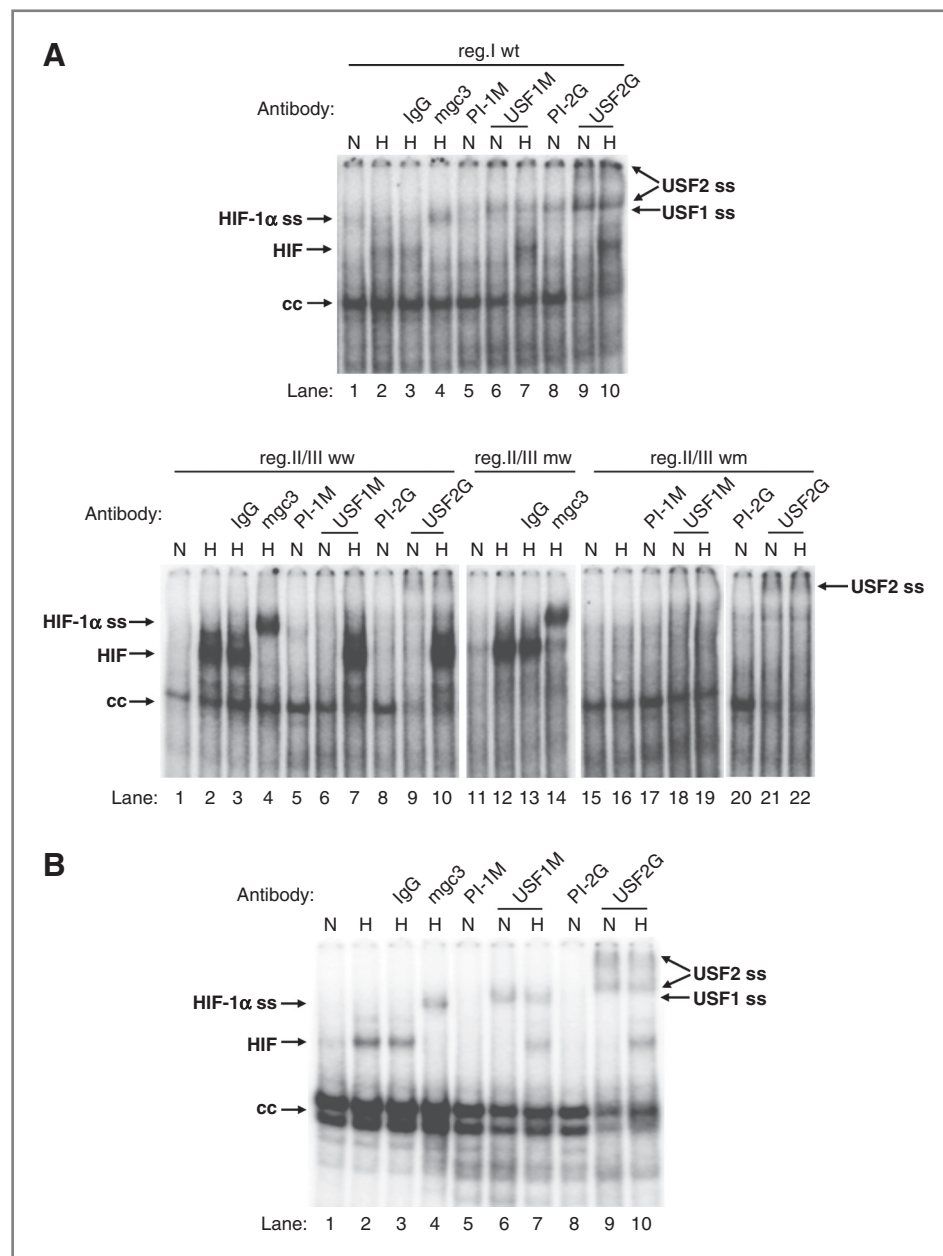 A
reg.I wt
Antibody: IgG mgc3 PI-1M USF1M PI-2G USF2G
N H H H N N H N N H
USF2 ss
USF1 ss
HIF-1α ss
HIF
cc
Lane: 1 2 3 4 5 6 7 8 9 10
reg.II/III ww reg.II/III mw reg.II/III wm
Antibody: IgG mgc3 PI-1M USF1M PI-2G USF2G IgG mgc3 PI-1M USF1M PI-2G USF2G
N H H H N N H N N H N H H H N H N N H N N H
USF2 ss
HIF-1α ss
HIF
cc
Lane: 1 2 3 4 5 6 7 8 9 10 11 12 13 14 15 16 17 18 19 20 21 22
B
Antibody: IgG mgc3 PI-1M USF1M PI-2G USF2G
N H H H N N H N N H
USF2 ss
HIF-1α ss
USF1 ss
HIF
cc
Lane: 1 2 3 4 5 6 7 8 9 10